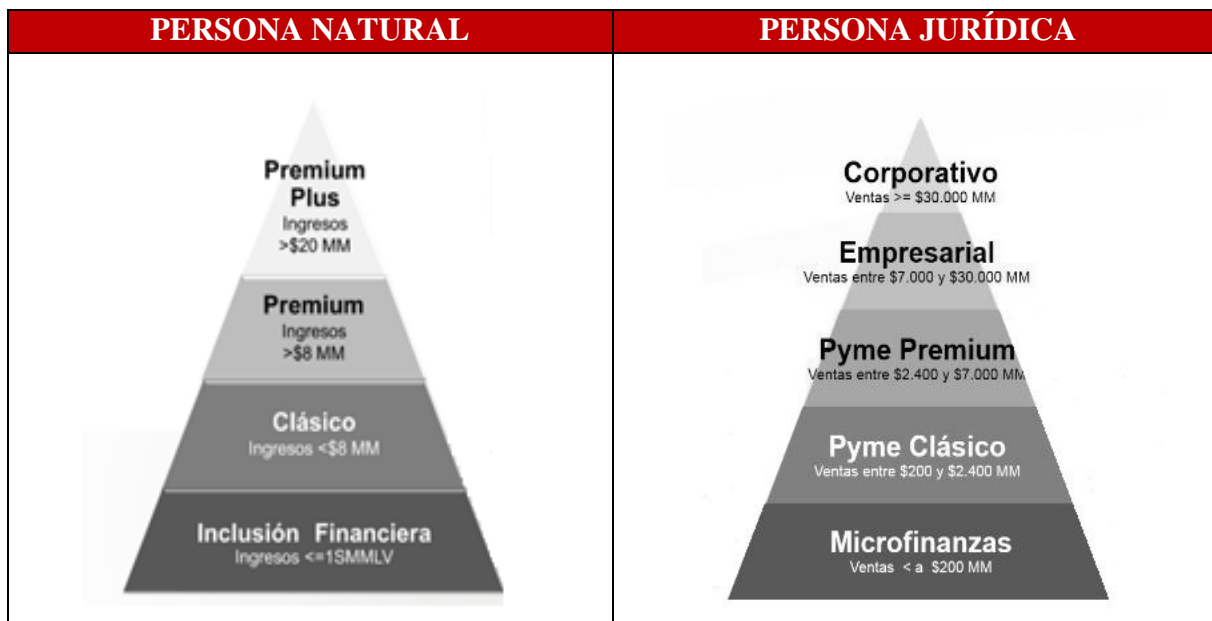 PERSONA NATURAL
Premium
Plus
Ingresos
>$20 MM
Premium
Ingresos
>$8 MM
Clásico
Ingresos <$8 MM
Inclusión Financiera
Ingresos <=1SMMLV
PERSONA JURÍDICA
Corporativo
Ventas >= $30.000 MM
Empresarial
Ventas entre $7.000 y $30.000 MM
Pyme Premium
Ventas entre $2.400 y $7.000 MM
Pyme Clásico
Ventas entre $200 y $2.400 MM
Microfinanzas
Ventas < a $200 MM